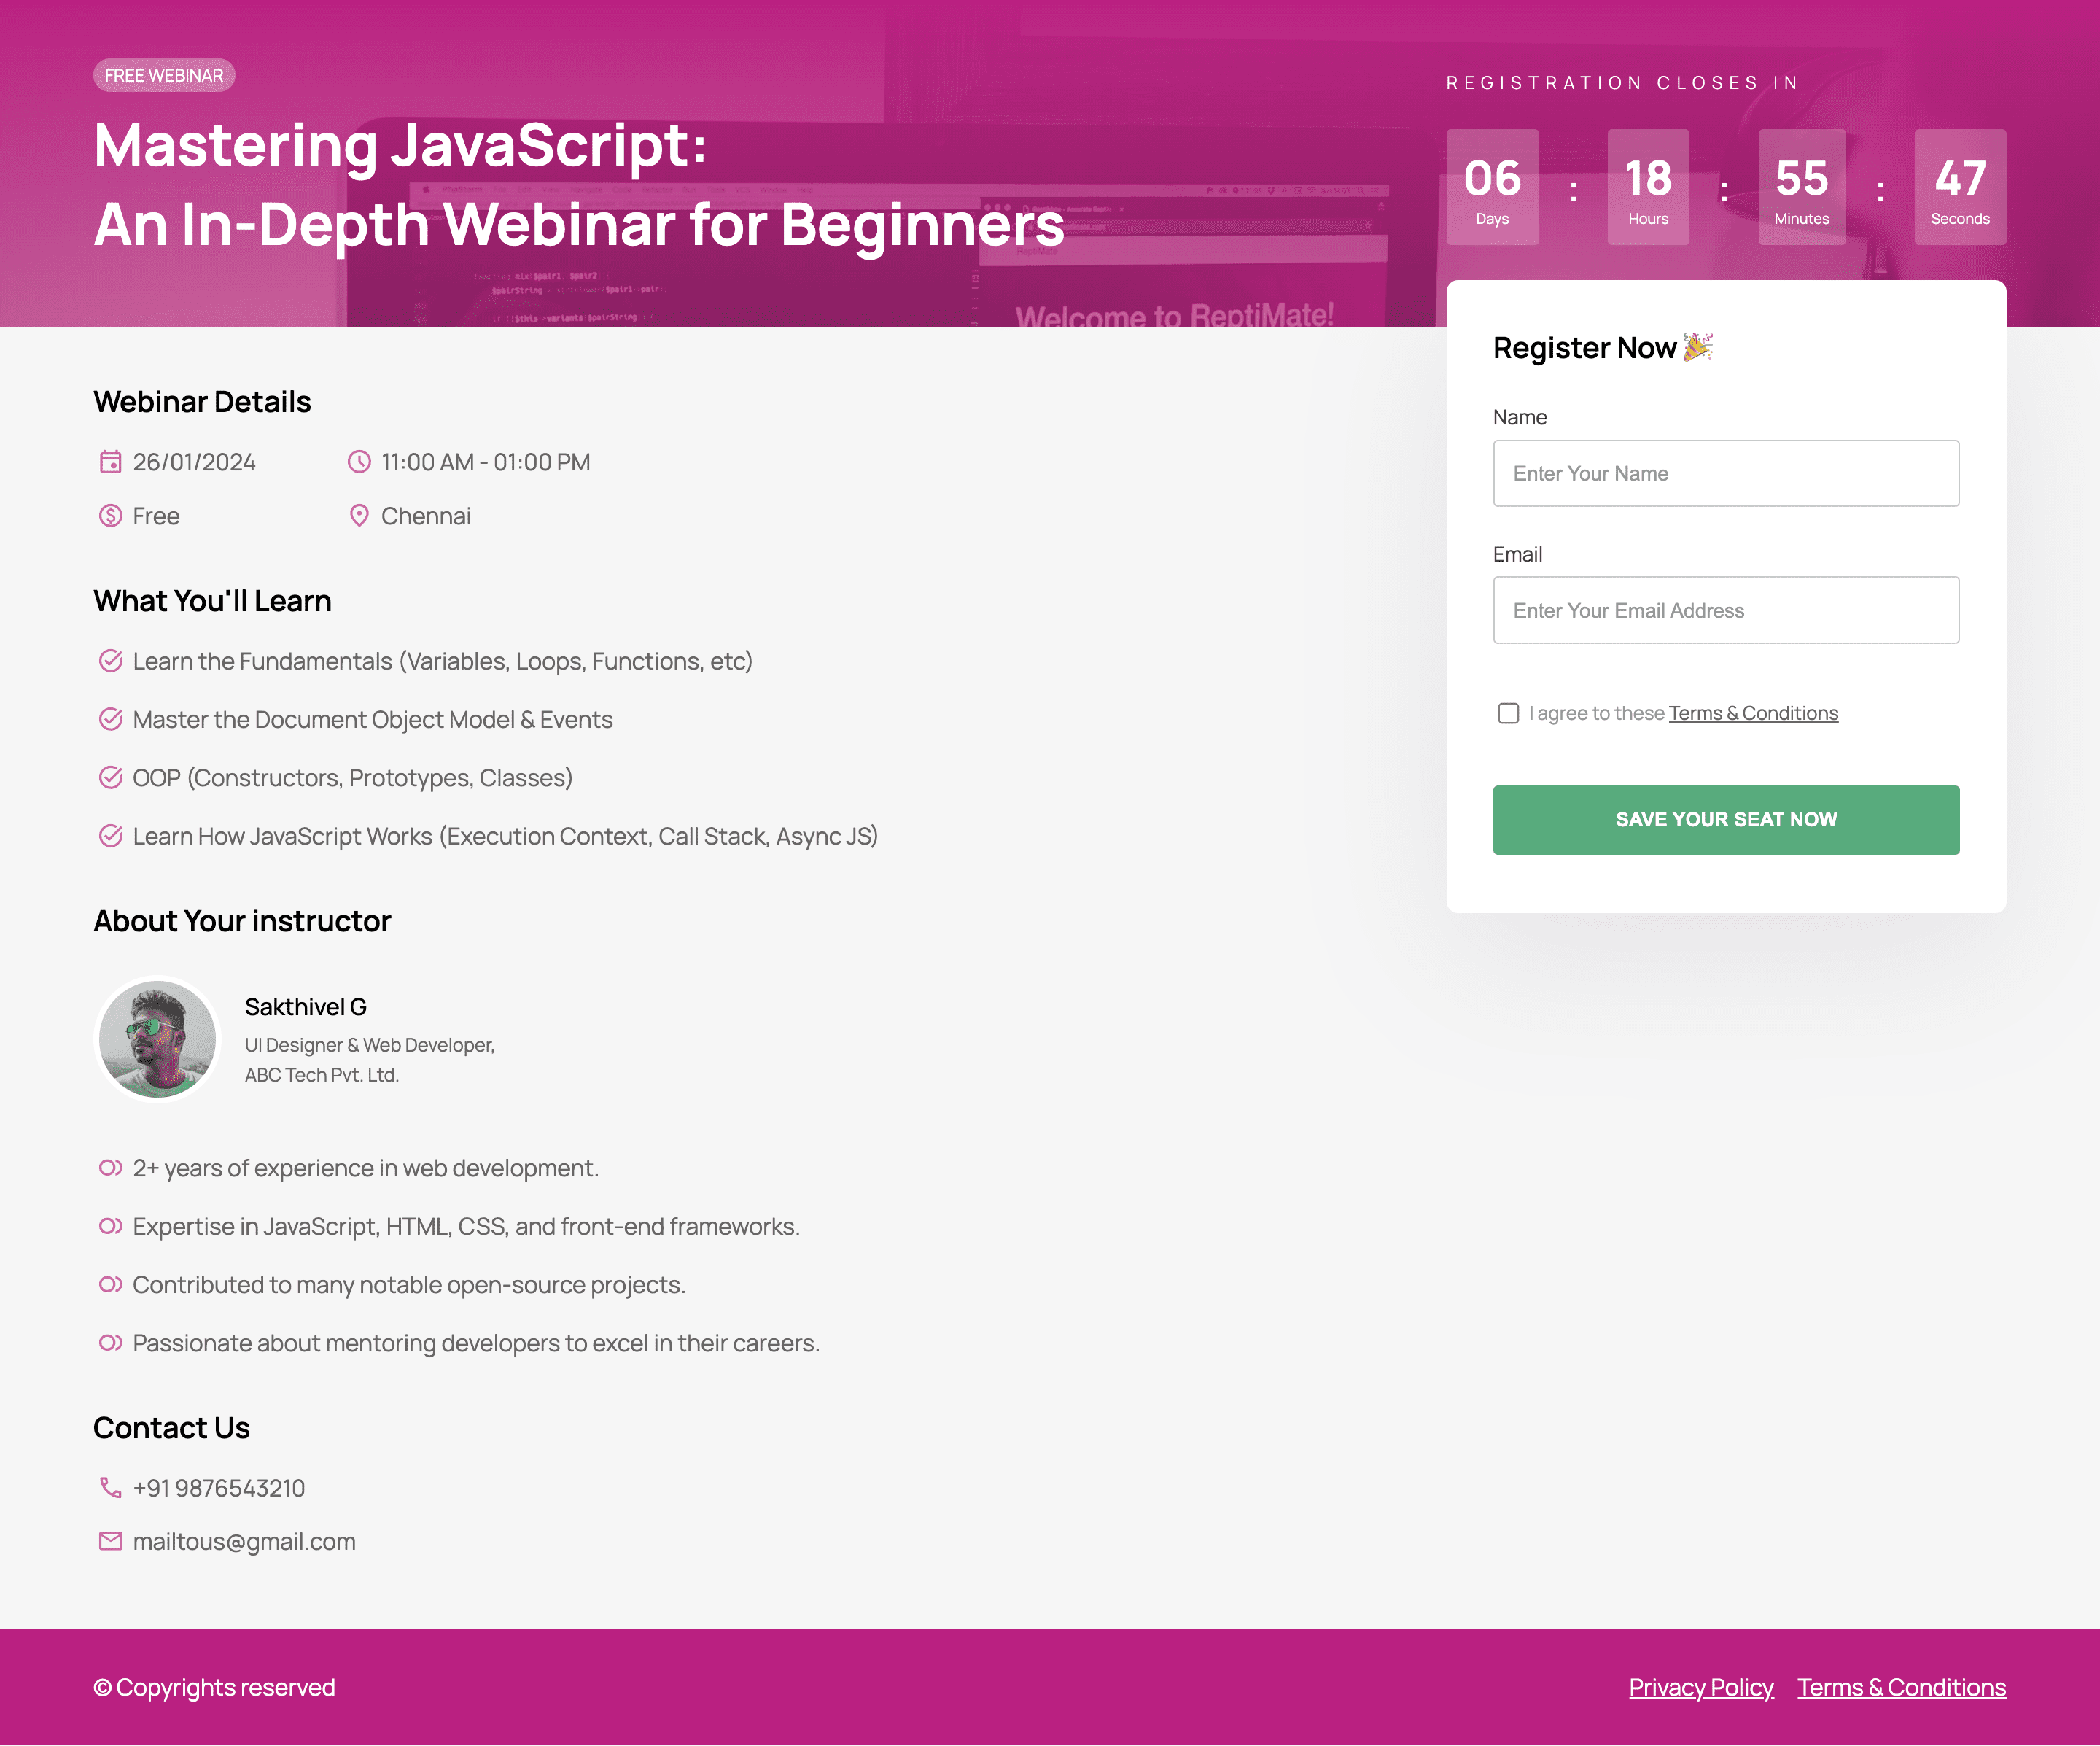 FREE WEBINAR
Mastering JavaScript:
An In-Depth Webinar for Beginners
REGISTRATION CLOSES IN
06 : 18 : 55 : 47
Days Hours Minutes Seconds
Welcome to ReptiMate!
Register Now
Name
Enter Your Name
Email
Enter Your Email Address
I agree to these Terms & Conditions
SAVE YOUR SEAT NOW
Webinar Details
26/01/2024 11:00 AM - 01:00 PM
Free Chennai
What You'll Learn
Learn the Fundamentals (Variables, Loops, Functions, etc)
Master the Document Object Model & Events
OOP (Constructors, Prototypes, Classes)
Learn How JavaScript Works (Execution Context, Call Stack, Async JS)
About Your instructor
Sakthivel G
UI Designer & Web Developer,
ABC Tech Pvt. Ltd.
2+ years of experience in web development.
Expertise in JavaScript, HTML, CSS, and front-end frameworks.
Contributed to many notable open-source projects.
Passionate about mentoring developers to excel in their careers.
Contact Us
+91 9876543210
mailtous@gmail.com
© Copyrights reserved
Privacy Policy Terms & Conditions